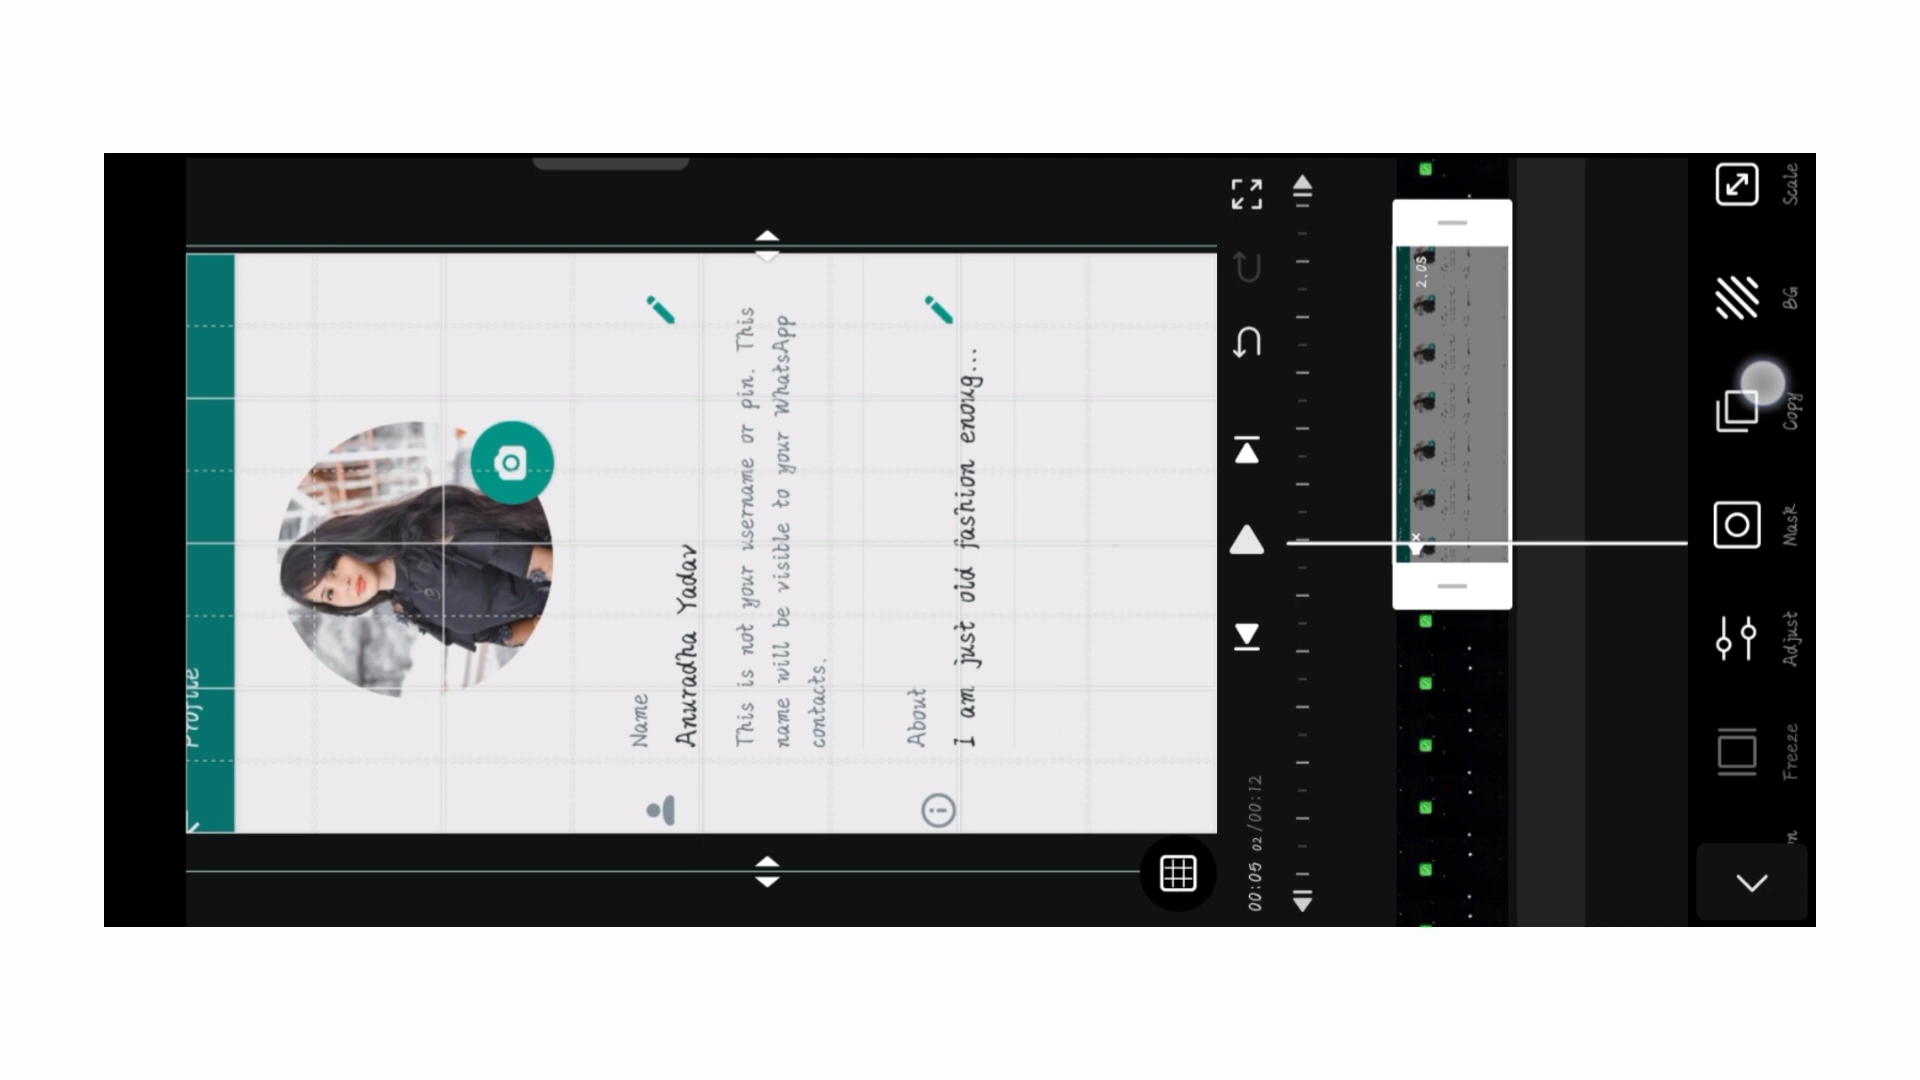 Profile
Name
Anuradha Yadav
This is not your username or pin. This
name will be visible to your WhatsApp
contacts.
About
I am just old fashion enoug...
00:05 02 /00:12
2.0s
Scale
BG
Copy
Mask
Adjust
Freeze